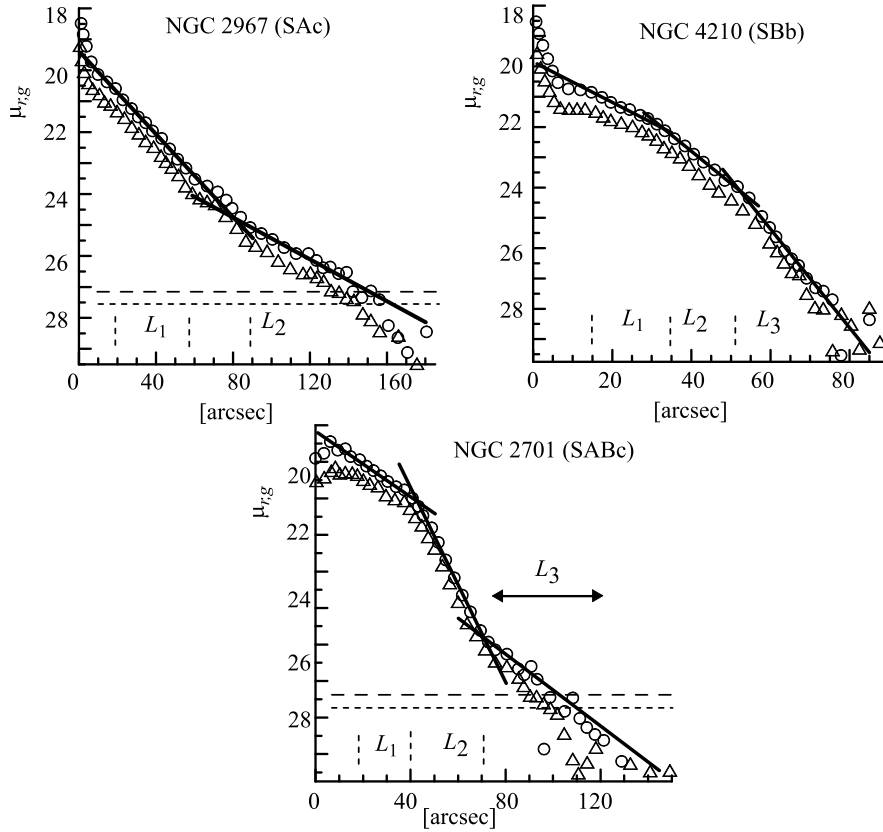 NGC 2967 (SAc)
18
20
22
24
26
28
μr,g
L1
L2
0
40
80
120
160
[arcsec]
NGC 4210 (SBb)
18
20
22
24
26
28
μr,g
L1
L2
L3
0
20
40
60
80
[arcsec]
NGC 2701 (SABc)
20
22
24
26
28
μr,g
L3
L1
L2
0
40
80
120
[arcsec]